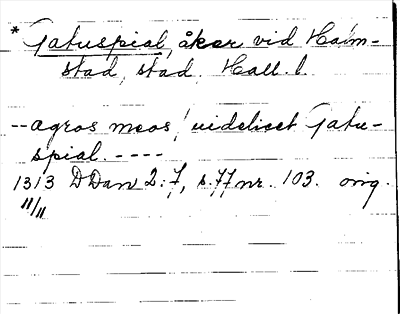 * Gatuspial, åker vid Halm-
stad, stad. Hall. l.
-- agros meos, uidelicet Gatu-
spial. ----
1313 DDan 2:7, s. 77 nr. 103. orig.
11/11